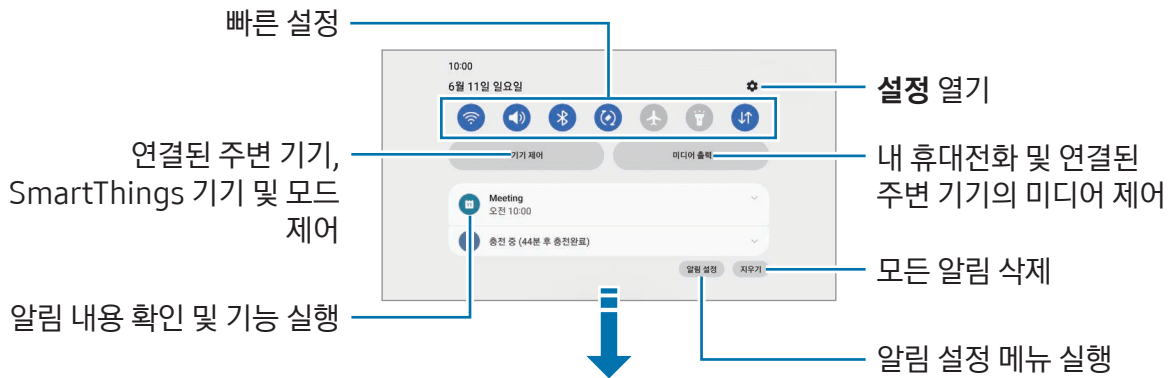 빠른 설정
10:00
6월 11일 일요일
설정 열기
기기 제어
미디어 출력
연결된 주변 기기,
SmartThings 기기 및 모드
제어
내 휴대전화 및 연결된
주변 기기의 미디어 제어
Meeting
오전 10:00
충전 중 (44분 후 충전완료)
알림 설정
지우기
모든 알림 삭제
알림 내용 확인 및 기능 실행
알림 설정 메뉴 실행